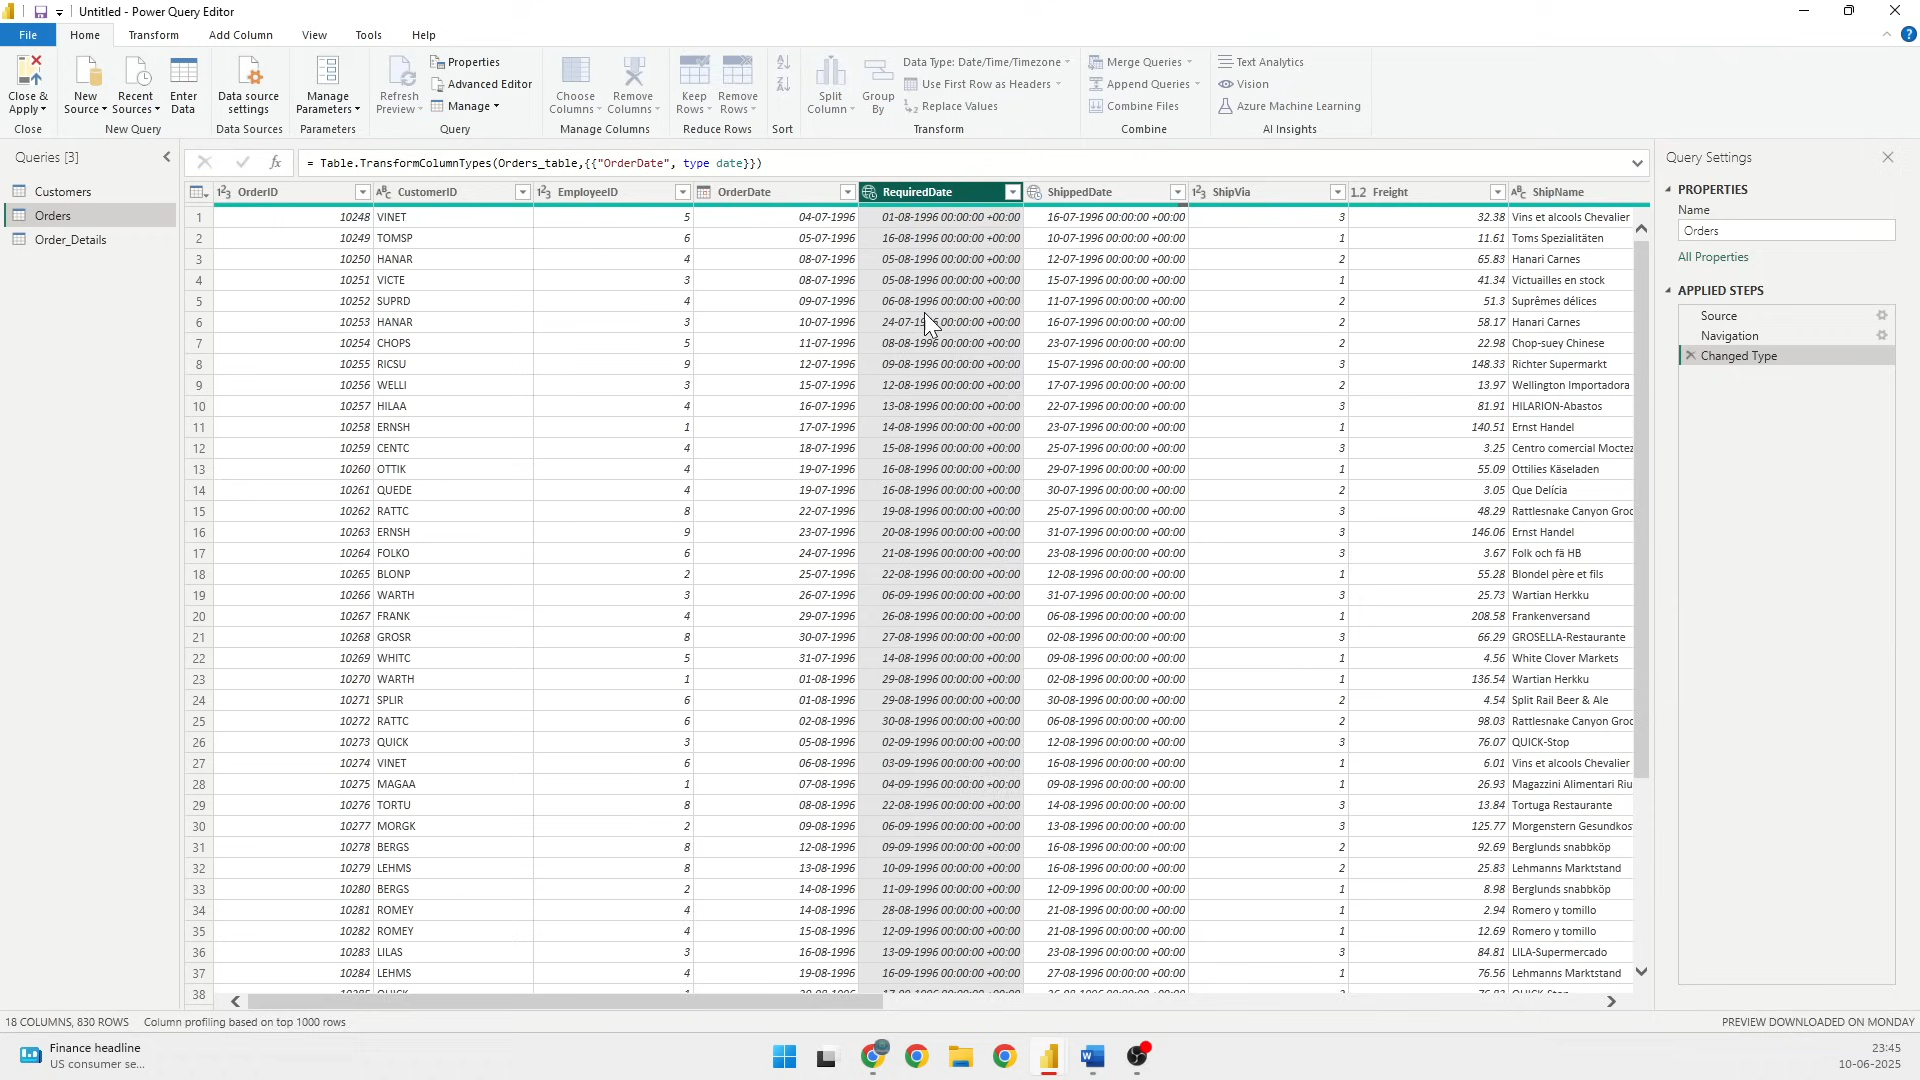 Untitled - Power Query Editor
File Home Transform Add Column View Tools Help
Close & Apply
Close
New Source
Recent Sources
Enter Data
New Query
Data source settings
Data Sources
Manage Parameters
Parameters
Refresh Preview
Properties
Advanced Editor
Manage
Query
Choose Columns
Remove Columns
Manage Columns
Keep Rows
Remove Rows
Reduce Rows
Sort
Split Column
Group By
Data Type: Date/Time/Timezone
Use First Row as Headers
Replace Values
Transform
Merge Queries
Append Queries
Combine Files
Combine
Text Analytics
Vision
Azure Machine Learning
AI Insights
Queries [3]
Customers
Orders
Order_Details
fx = Table.TransformColumnTypes(Orders_table,{{"OrderDate", type date}})
OrderID CustomerID EmployeeID OrderDate RequiredDate ShippedDate ShipVia 1.2 Freight ShipName
1 10248 VINET 5 04-07-1996 01-08-1996 00:00:00 +00:00 16-07-1996 00:00:00 +00:00 3 32.38 Vins et alcools Chevalier
2 10249 TOMSP 6 05-07-1996 16-08-1996 00:00:00 +00:00 10-07-1996 00:00:00 +00:00 1 11.61 Toms Spezialitäten
3 10250 HANAR 4 08-07-1996 05-08-1996 00:00:00 +00:00 12-07-1996 00:00:00 +00:00 2 65.83 Hanari Carnes
4 10251 VICTE 3 08-07-1996 05-08-1996 00:00:00 +00:00 15-07-1996 00:00:00 +00:00 1 41.34 Victuailles en stock
5 10252 SUPRD 4 09-07-1996 06-08-1996 00:00:00 +00:00 11-07-1996 00:00:00 +00:00 2 51.3 Suprêmes délices
6 10253 HANAR 3 10-07-1996 24-07-1996 00:00:00 +00:00 16-07-1996 00:00:00 +00:00 2 58.17 Hanari Carnes
7 10254 CHOPS 5 11-07-1996 08-08-1996 00:00:00 +00:00 23-07-1996 00:00:00 +00:00 2 22.98 Chop-suey Chinese
8 10255 RICSU 9 12-07-1996 09-08-1996 00:00:00 +00:00 15-07-1996 00:00:00 +00:00 3 148.33 Richter Supermarkt
9 10256 WELLI 3 15-07-1996 12-08-1996 00:00:00 +00:00 17-07-1996 00:00:00 +00:00 2 13.97 Wellington Importadora
10 10257 HILAA 4 16-07-1996 13-08-1996 00:00:00 +00:00 22-07-1996 00:00:00 +00:00 3 81.91 HILARION-Abastos
11 10258 ERNSH 1 17-07-1996 14-08-1996 00:00:00 +00:00 23-07-1996 00:00:00 +00:00 1 140.51 Ernst Handel
12 10259 CENTC 4 18-07-1996 15-08-1996 00:00:00 +00:00 25-07-1996 00:00:00 +00:00 3 3.25 Centro comercial Moctez
13 10260 OTTIK 4 19-07-1996 16-08-1996 00:00:00 +00:00 29-07-1996 00:00:00 +00:00 1 55.09 Ottilies Käseladen
14 10261 QUEDE 4 19-07-1996 16-08-1996 00:00:00 +00:00 30-07-1996 00:00:00 +00:00 2 3.05 Que Delícia
15 10262 RATTC 8 22-07-1996 19-08-1996 00:00:00 +00:00 25-07-1996 00:00:00 +00:00 3 48.29 Rattlesnake Canyon Groc
16 10263 ERNSH 9 23-07-1996 20-08-1996 00:00:00 +00:00 31-07-1996 00:00:00 +00:00 3 146.06 Ernst Handel
17 10264 FOLKO 6 24-07-1996 21-08-1996 00:00:00 +00:00 23-08-1996 00:00:00 +00:00 3 3.67 Folk och fä HB
18 10265 BLONP 2 25-07-1996 22-08-1996 00:00:00 +00:00 12-08-1996 00:00:00 +00:00 1 55.28 Blondel père et fils
19 10266 WARTH 3 26-07-1996 06-09-1996 00:00:00 +00:00 31-07-1996 00:00:00 +00:00 3 25.73 Wartian Herkku
20 10267 FRANK 4 29-07-1996 26-08-1996 00:00:00 +00:00 06-08-1996 00:00:00 +00:00 1 208.58 Frankenversand
21 10268 GROSR 8 30-07-1996 27-08-1996 00:00:00 +00:00 02-08-1996 00:00:00 +00:00 3 66.29 GROSELLA-Restaurante
22 10269 WHITC 5 31-07-1996 14-08-1996 00:00:00 +00:00 09-08-1996 00:00:00 +00:00 1 4.56 White Clover Markets
23 10270 WARTH 1 01-08-1996 29-08-1996 00:00:00 +00:00 02-08-1996 00:00:00 +00:00 1 136.54 Wartian Herkku
24 10271 SPLIR 6 01-08-1996 29-08-1996 00:00:00 +00:00 30-08-1996 00:00:00 +00:00 2 4.54 Split Rail Beer & Ale
25 10272 RATTC 6 02-08-1996 30-08-1996 00:00:00 +00:00 06-08-1996 00:00:00 +00:00 2 98.03 Rattlesnake Canyon Groc
26 10273 QUICK 3 05-08-1996 02-09-1996 00:00:00 +00:00 12-08-1996 00:00:00 +00:00 3 76.07 QUICK-Stop
27 10274 VINET 6 06-08-1996 03-09-1996 00:00:00 +00:00 16-08-1996 00:00:00 +00:00 1 6.01 Vins et alcools Chevalier
28 10275 MAGAA 1 07-08-1996 04-09-1996 00:00:00 +00:00 09-08-1996 00:00:00 +00:00 1 26.93 Magazzini Alimentari Riu
29 10276 TORTU 8 08-08-1996 22-08-1996 00:00:00 +00:00 14-08-1996 00:00:00 +00:00 3 13.84 Tortuga Restaurante
30 10277 MORGK 2 09-08-1996 06-09-1996 00:00:00 +00:00 13-08-1996 00:00:00 +00:00 3 125.77 Morgenstern Gesundkos
31 10278 BERGS 8 12-08-1996 09-09-1996 00:00:00 +00:00 16-08-1996 00:00:00 +00:00 2 92.69 Berglunds snabbköp
32 10279 LEHMS 8 13-08-1996 10-09-1996 00:00:00 +00:00 16-08-1996 00:00:00 +00:00 2 25.83 Lehmanns Marktstand
33 10280 BERGS 2 14-08-1996 11-09-1996 00:00:00 +00:00 12-09-1996 00:00:00 +00:00 1 8.98 Berglunds snabbköp
34 10281 ROMEY 4 14-08-1996 28-08-1996 00:00:00 +00:00 21-08-1996 00:00:00 +00:00 1 2.94 Romero y tomillo
35 10282 ROMEY 4 15-08-1996 12-09-1996 00:00:00 +00:00 21-08-1996 00:00:00 +00:00 1 12.69 Romero y tomillo
36 10283 LILAS 3 16-08-1996 13-09-1996 00:00:00 +00:00 23-08-1996 00:00:00 +00:00 3 84.81 LILA-Supermercado
37 10284 LEHMS 4 19-08-1996 16-09-1996 00:00:00 +00:00 27-08-1996 00:00:00 +00:00 1 76.56 Lehmanns Marktstand
38
Query Settings
PROPERTIES
Name
Orders
All Properties
APPLIED STEPS
Source
Navigation
Changed Type
18 COLUMNS, 830 ROWS Column profiling based on top 1000 rows PREVIEW DOWNLOADED ON MONDAY
Finance headline
US consumer se...
23:45
10-06-2025